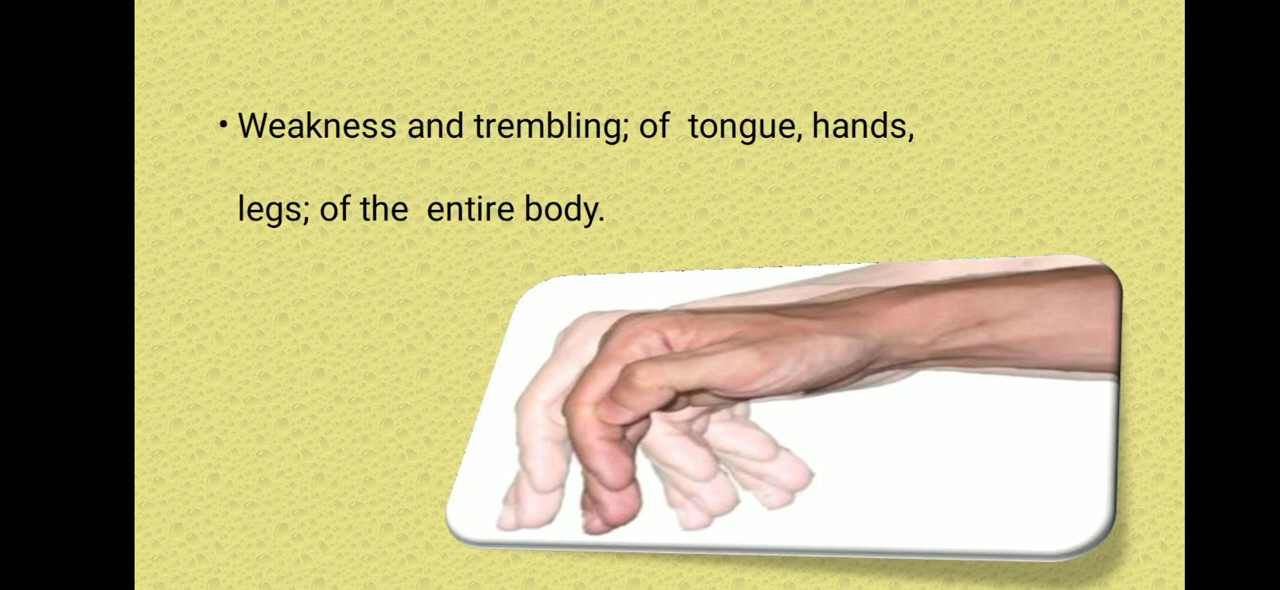 • Weakness and trembling; of  tongue, hands,
legs; of the  entire body.